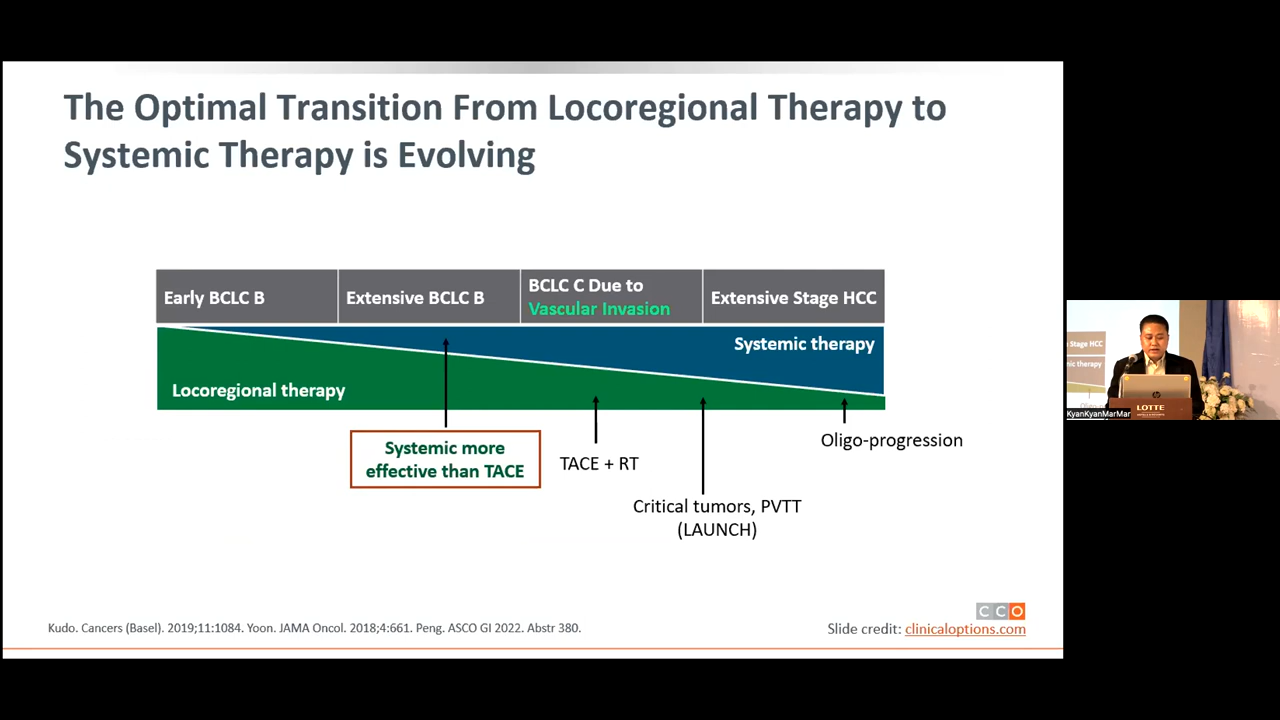 The Optimal Transition From Locoregional Therapy to
Systemic Therapy is Evolving
Early BCLC B
Extensive BCLC B
BCLC C Due to
Vascular Invasion
Extensive Stage HCC
Systemic therapy
Locoregional therapy
Systemic more
effective than TACE
TACE + RT
Critical tumors, PVTT
(LAUNCH)
Oligo-progression
Kudo. Cancers (Basel). 2019;11:1084. Yoon. JAMA Oncol. 2018;4:661. Peng. ASCO GI 2022. Abstr 380.
CCO
Slide credit: clinicaloptions.com
Stage HCC
therapy
KyanKyanMarMar
LOTTE